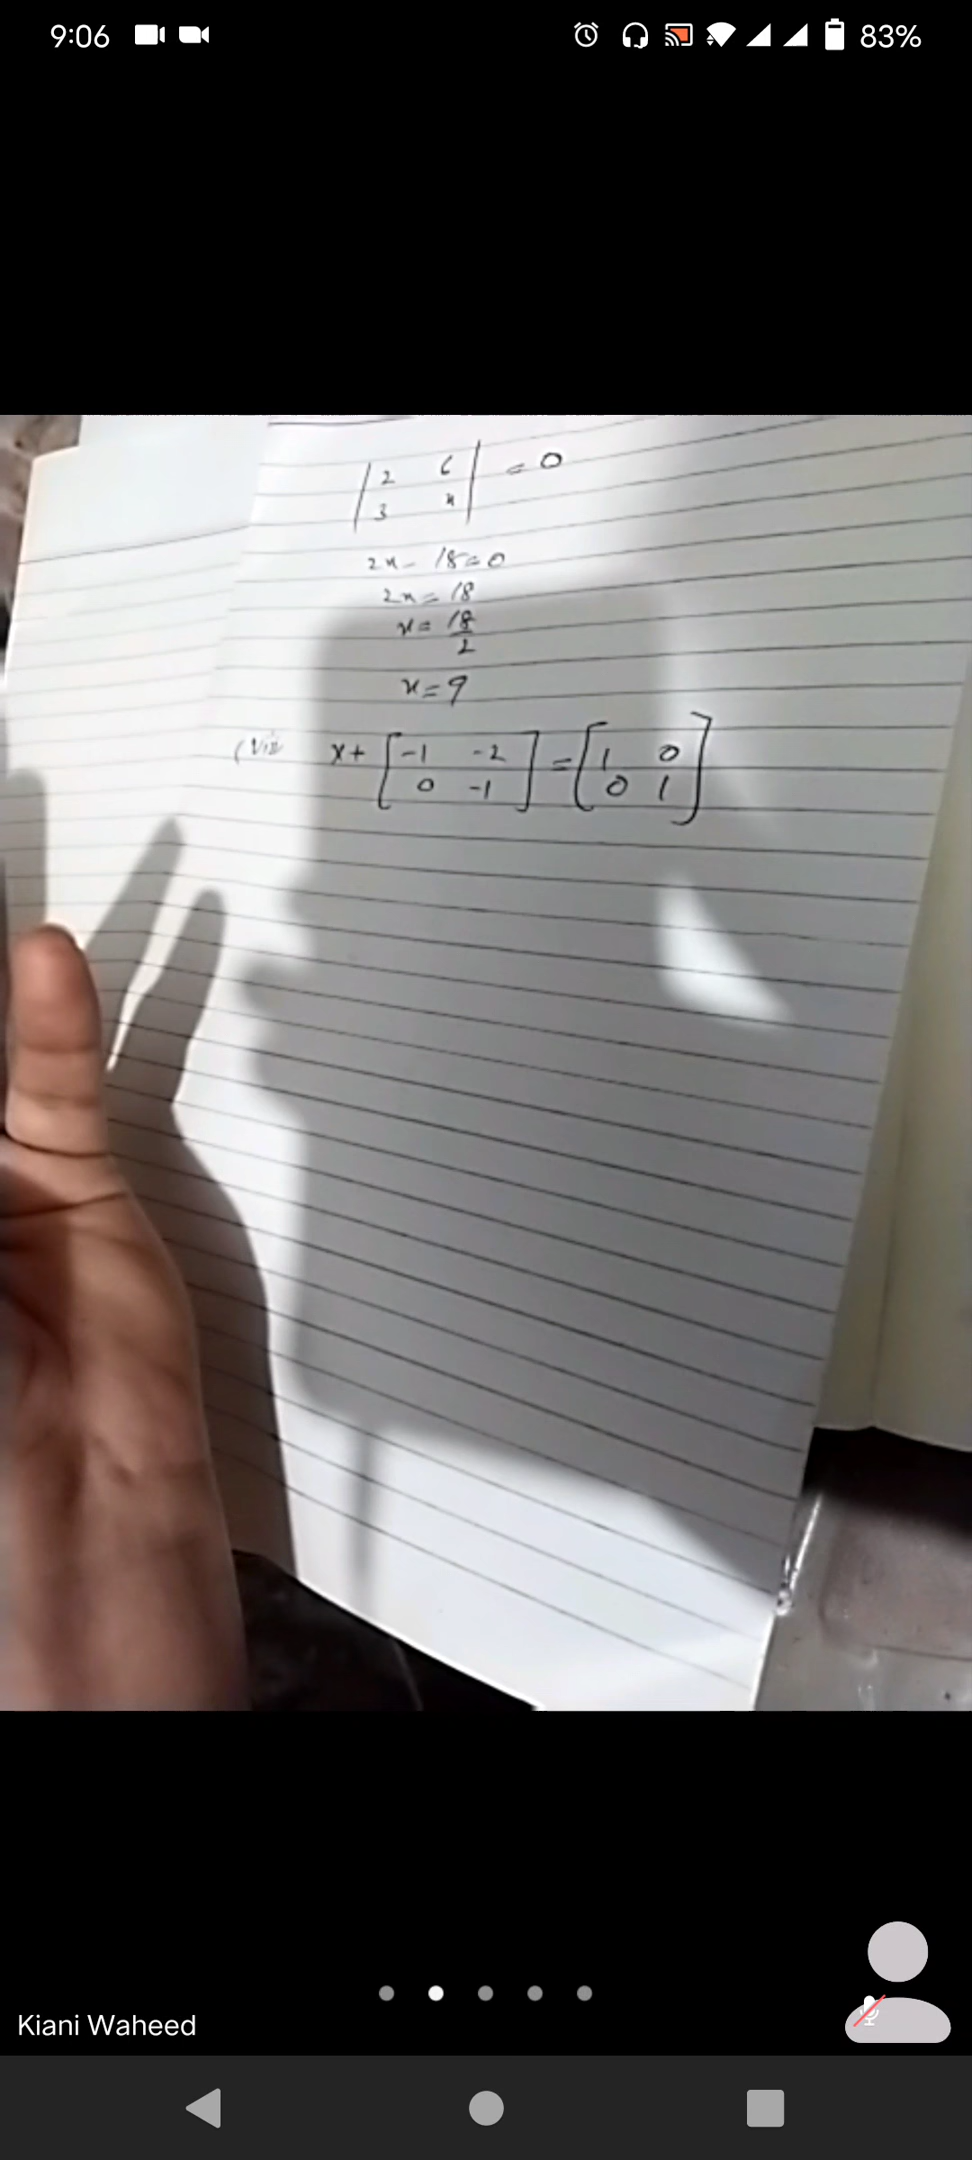 9:06 83%
| 2 6 | = 0
| 3 x |
2x - 18 = 0
2x = 18
x = 18/2
x = 9
(vii) X + [ -1 -2 ] = [ 1 0 ]
[ 0 -1 ] [ 0 1 ]
Kiani Waheed